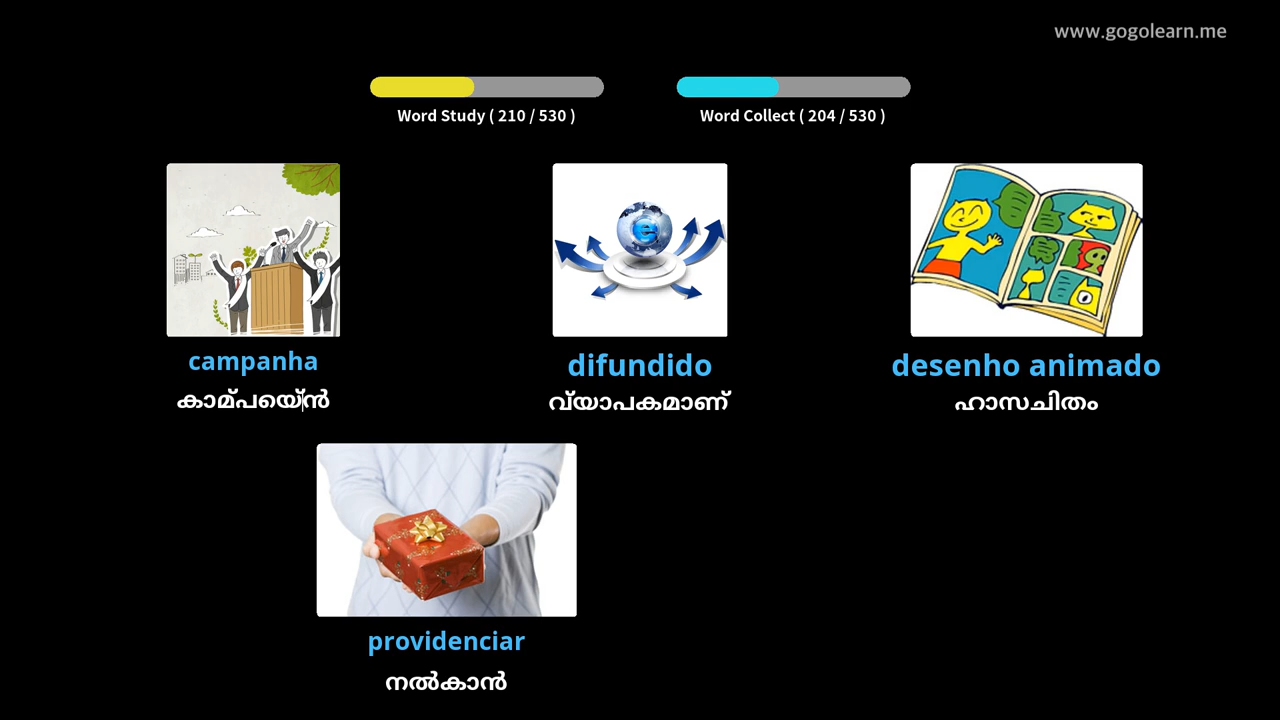 www.gogolearn.me
Word Study ( 210 / 530 )
Word Collect ( 204 / 530 )
campanha
difundido
desenho animado
കാമ്പയെ്ൻ
വ്യാപകമാണ്
ഹാസചിതം
providenciar
നൽകാൻ